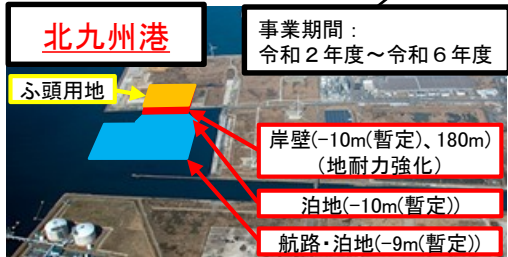 北九州港
事業期間：
令和２年度～令和６年度
ふ頭用地
岸壁(-10m(暫定)、180m)
(地耐力強化)
泊地(-10m(暫定))
航路・泊地(-9m(暫定))